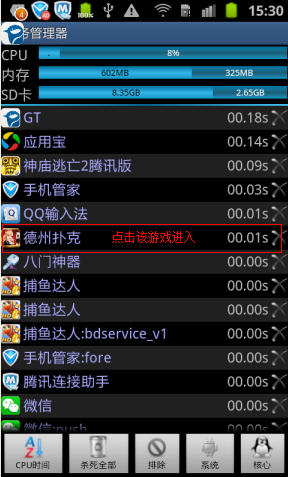 4 AD 100% 15:30
务管理器
CPU 8%
内存 602MB 325MB
SD卡 8.35GB 2.65GB
GT 00.18s
应用宝 00.14s
神庙逃亡2腾讯版 00.09s
手机管家 00.03s
QQ输入法 00.01s
德州扑克 点击该游戏进入 00.01s
八门神器 00.00s
捕鱼达人 00.00s
捕鱼达人 00.00s
捕鱼达人:bdservice_v1 00.00s
手机管家:fore 00.00s
腾讯连接助手 00.00s
微信 00.00s
微信:push 00.00s
CPU时间 杀死全部 排除 系统 核心